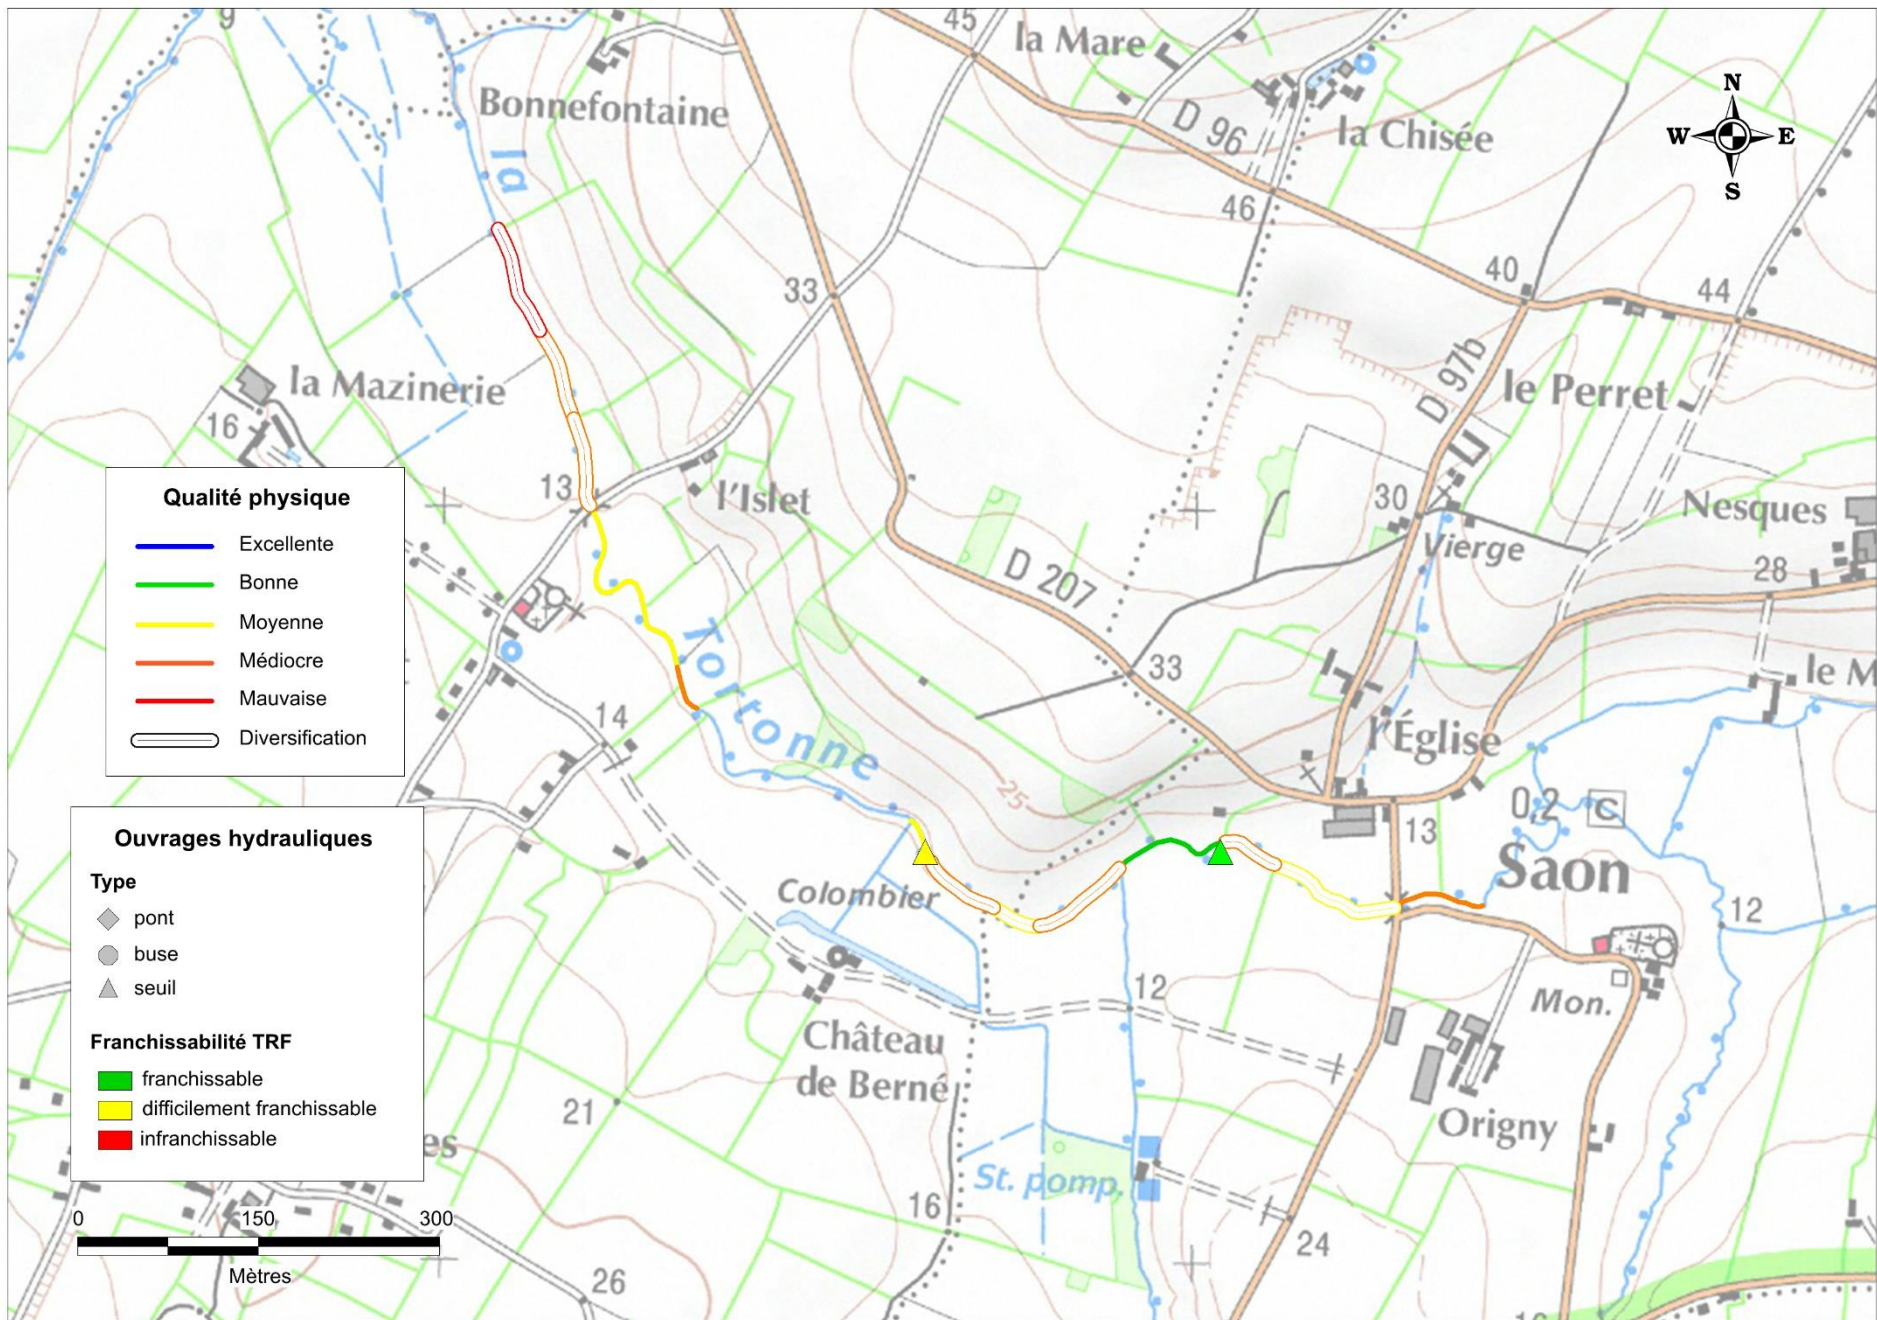 9
45
la Mare
N
W
E
S
Bonnefontaine
D 96
la Chisée
la
46
40
44
33
D 97b
le Perret
la Mazinerie
16
13
l'Islet
30
Vierge
Nesques
28
D 207
Tortonne
33
le M
14
l'Église
25
0,2
C
13
Saon
Colombier
12
12
Château
de Berné
Mon.
Origny
21
es
St. pomp.
16
24
26
Qualité physique
Excellente
Bonne
Moyenne
Médiocre
Mauvaise
Diversification
Ouvrages hydrauliques
Type
pont
buse
seuil
Franchissabilité TRF
franchissable
difficilement franchissable
infranchissable
0
150
300
Mètres